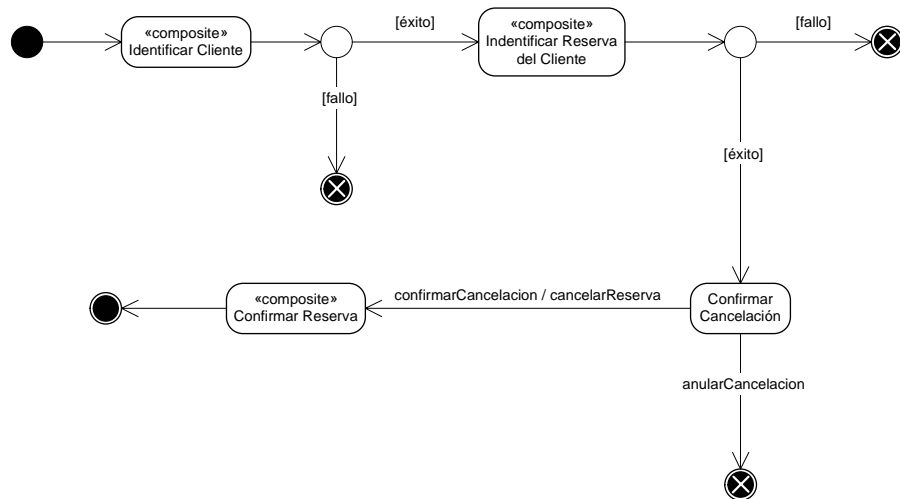 «composite»
Identificar Cliente
[éxito]
«composite»
Indentificar Reserva
del Cliente
[fallo]
[fallo]
[éxito]
«composite»
Confirmar Reserva
confirmarCancelacion / cancelarReserva
Confirmar
Cancelación
anularCancelacion